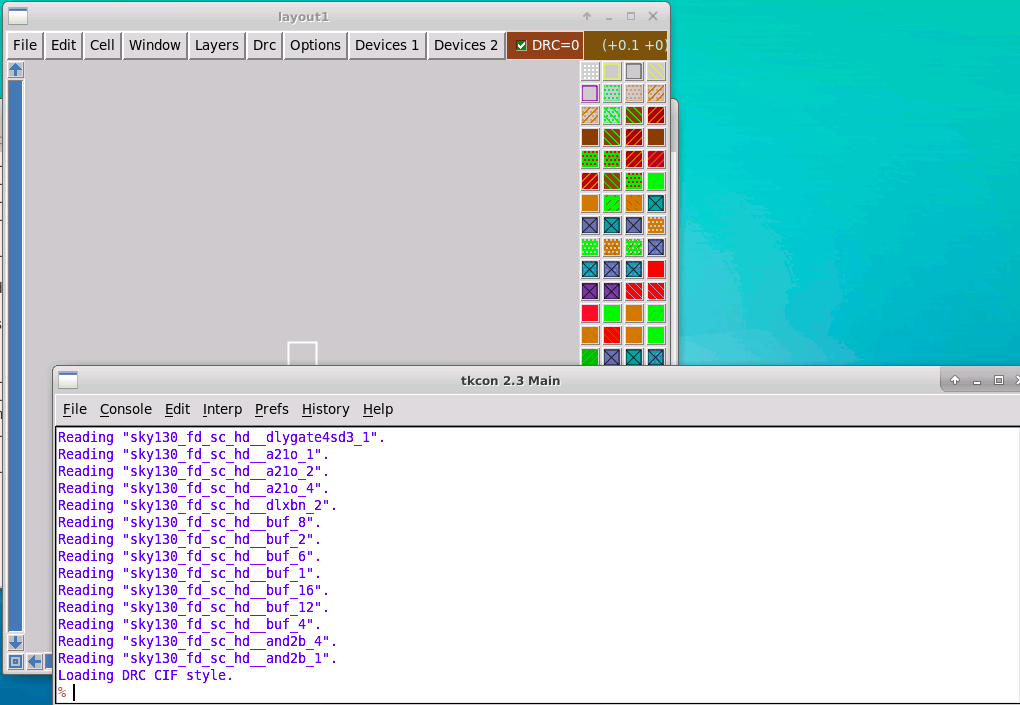 layout1
File Edit Cell Window Layers Drc Options Devices 1 Devices 2 DRC=0 (+0.1 +0)
tkcon 2.3 Main
File Console Edit Interp Prefs History Help
Reading "sky130_fd_sc_hd__dlygate4sd3_1".
Reading "sky130_fd_sc_hd__a21o_1".
Reading "sky130_fd_sc_hd__a21o_2".
Reading "sky130_fd_sc_hd__a21o_4".
Reading "sky130_fd_sc_hd__dlxbn_2".
Reading "sky130_fd_sc_hd__buf_8".
Reading "sky130_fd_sc_hd__buf_2".
Reading "sky130_fd_sc_hd__buf_6".
Reading "sky130_fd_sc_hd__buf_1".
Reading "sky130_fd_sc_hd__buf_16".
Reading "sky130_fd_sc_hd__buf_12".
Reading "sky130_fd_sc_hd__buf_4".
Reading "sky130_fd_sc_hd__and2b_4".
Reading "sky130_fd_sc_hd__and2b_1".
Loading DRC CIF style.
%